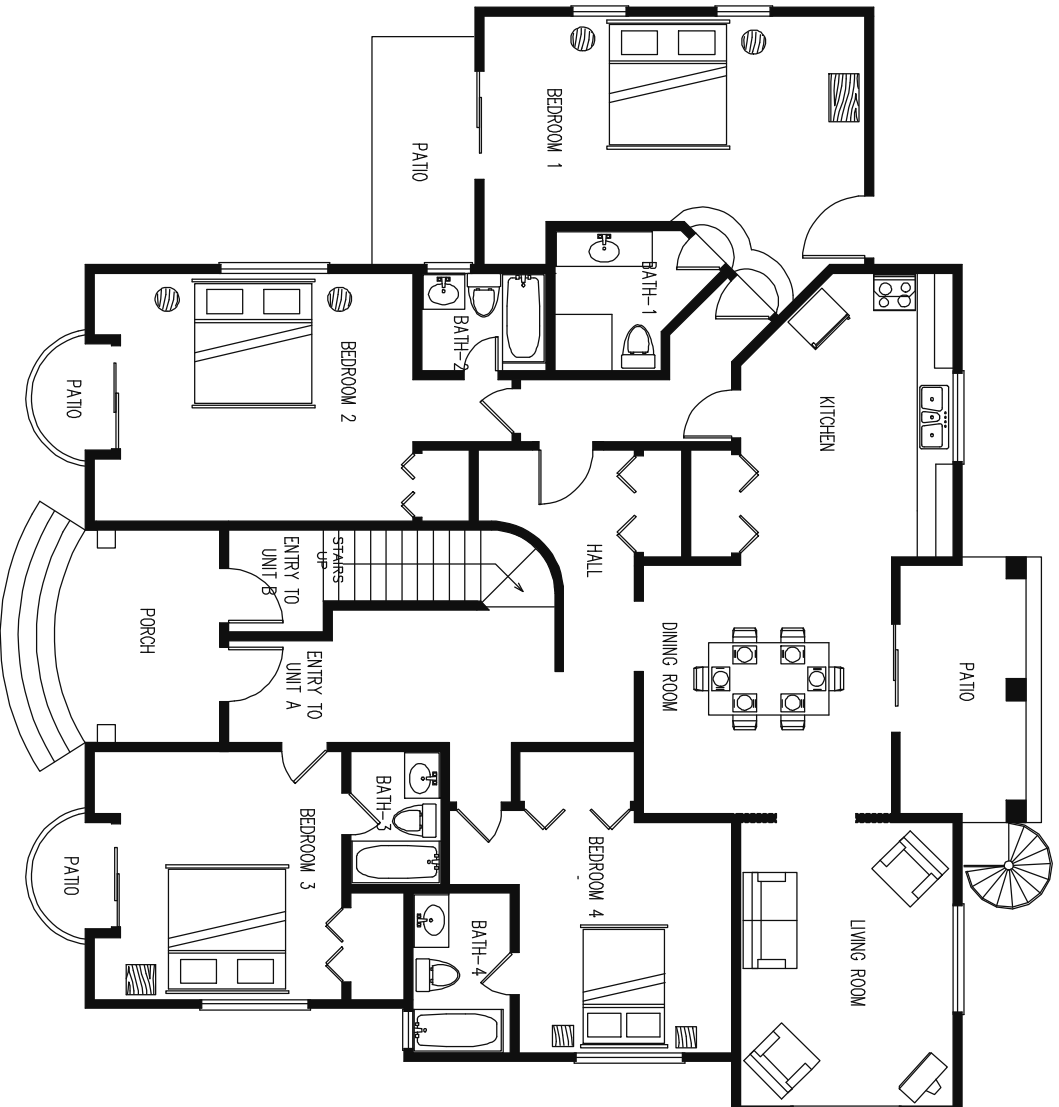 BEDROOM 1
PATIO
BATH-1
BATH-2
BEDROOM 2
PATIO
KITCHEN
HALL
STAIRS
UP
ENTRY TO
UNIT B
PORCH
ENTRY TO
UNIT A
DINING ROOM
PATIO
BATH-3
BEDROOM 3
PATIO
BEDROOM 4
BATH-4
LIVING ROOM